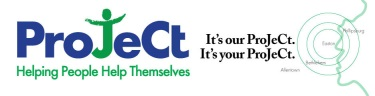 ProJeCt
Helping People Help Themselves
It's our ProJeCt.
It's your ProJeCt.
Phillipsburg
Easton
Bethlehem
Allentown